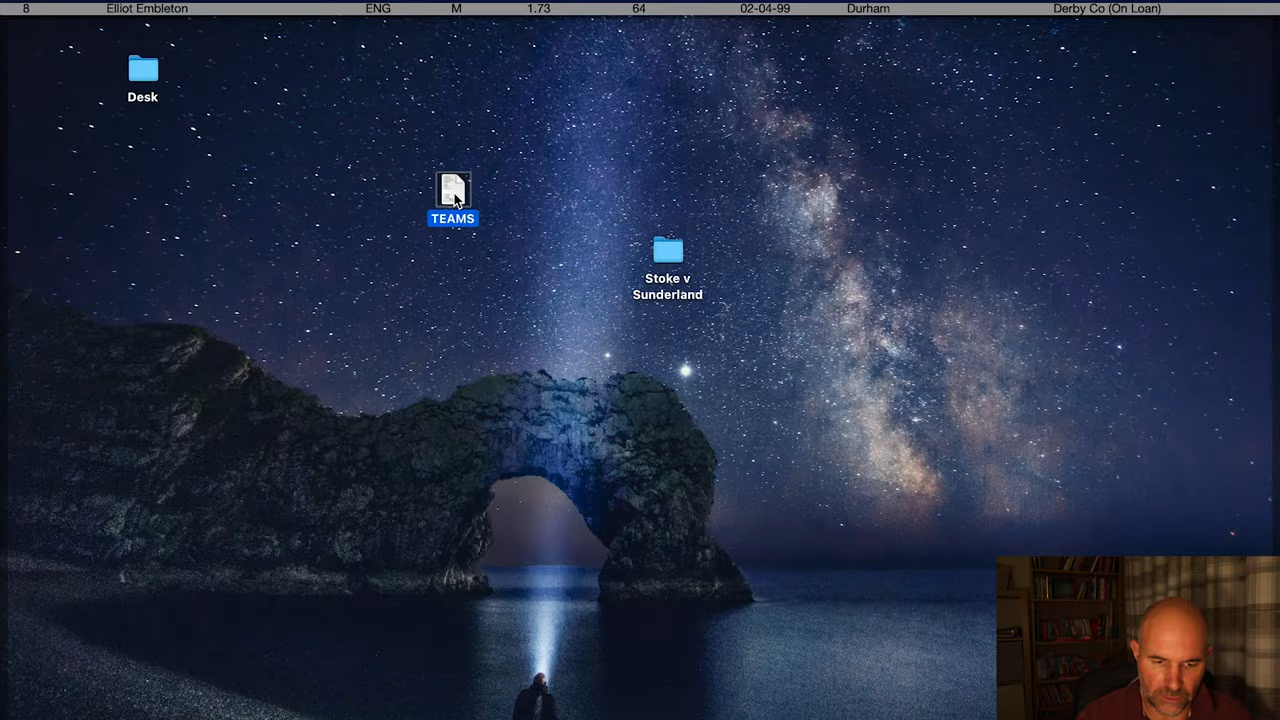 8 Elliot Embleton ENG M 1.73 64 02-04-99 Durham Derby Co (On Loan)
Desk
TEAMS
Stoke v
Sunderland